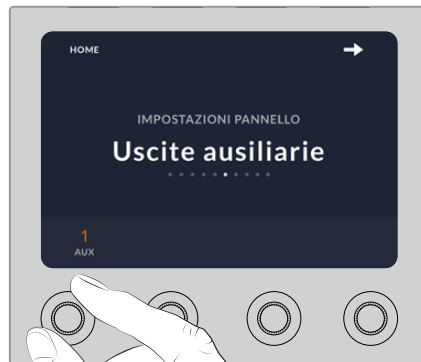 HOME
IMPOSTAZIONI PANNELLO
Uscite ausiliarie
1
AUX